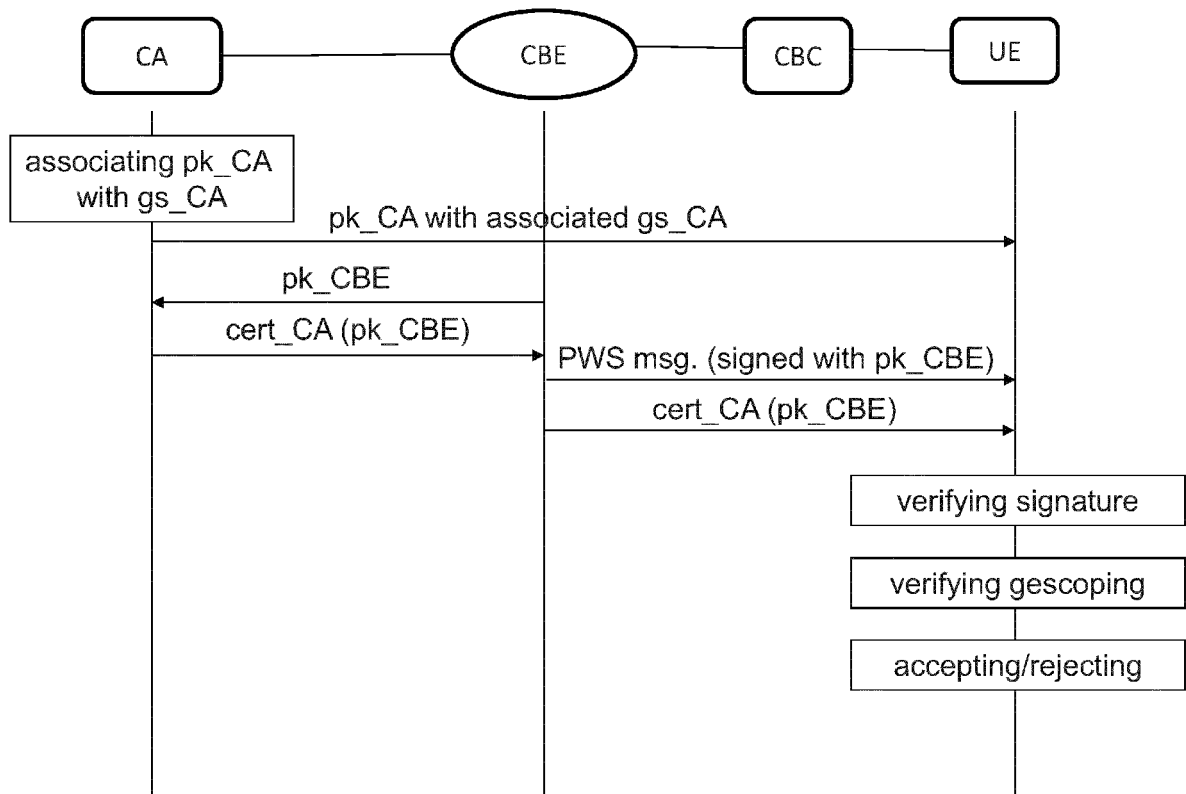 CA
CBE
CBC
UE
associating pk_CA
with gs_CA
pk_CA with associated gs_CA
pk_CBE
cert_CA (pk_CBE)
PWS msg. (signed with pk_CBE)
cert_CA (pk_CBE)
verifying signature
verifying gescoping
accepting/rejecting